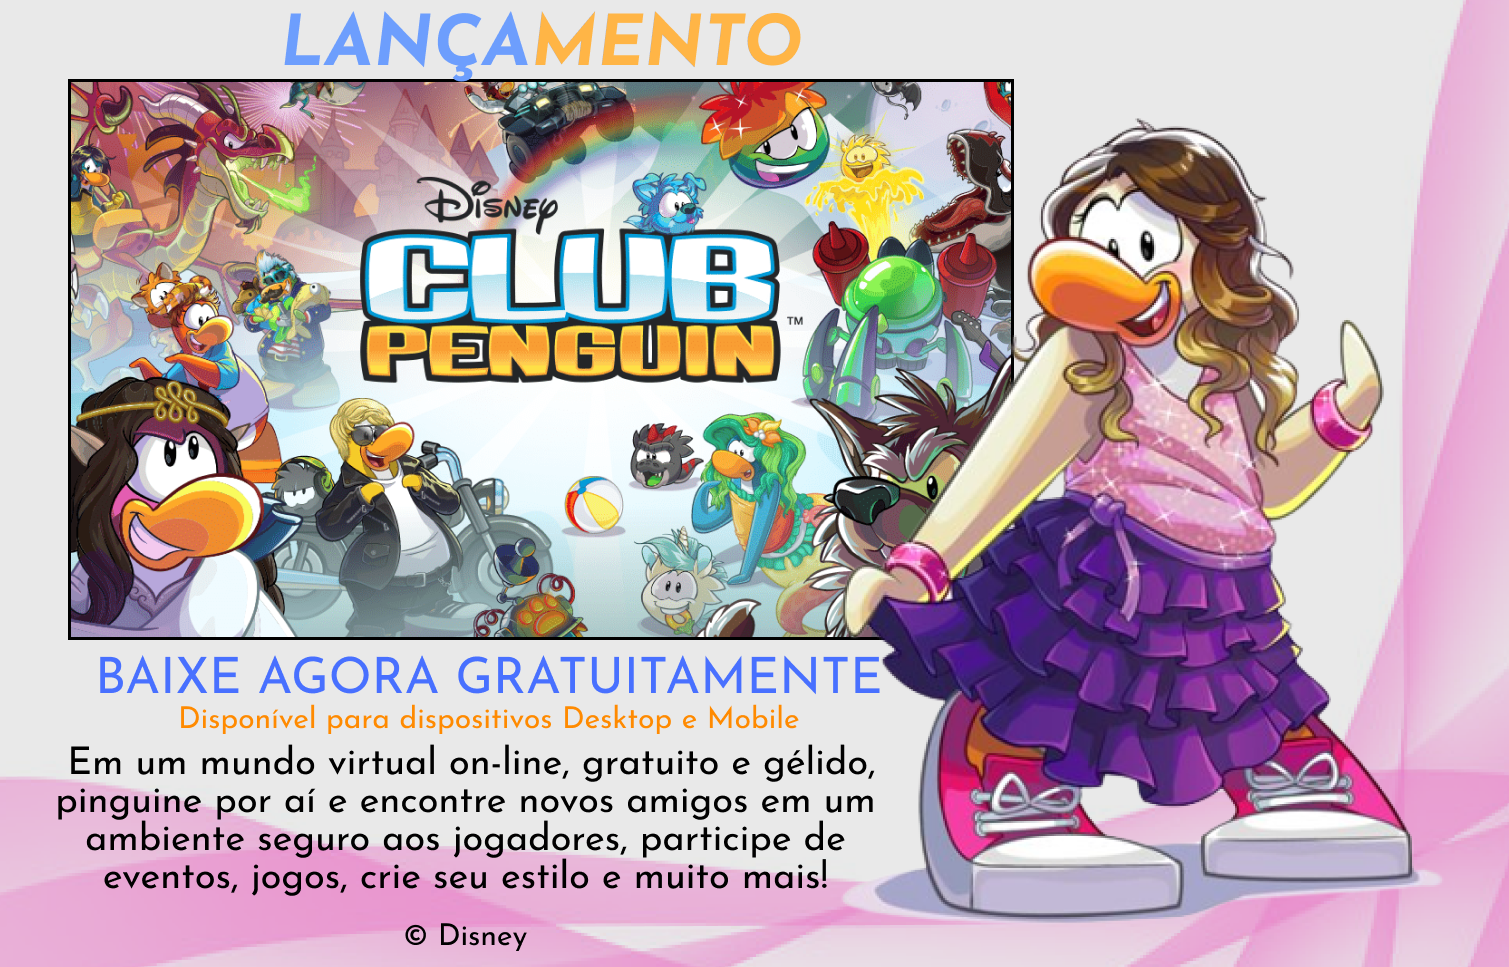 LANÇAMENTO
Disney
CLUB
PENGUIN
TM
BAIXE AGORA GRATUITAMENTE
Disponível para dispositivos Desktop e Mobile
Em um mundo virtual on-line, gratuito e gélido,
pinguine por aí e encontre novos amigos em um
ambiente seguro aos jogadores, participe de
eventos, jogos, crie seu estilo e muito mais!
© Disney